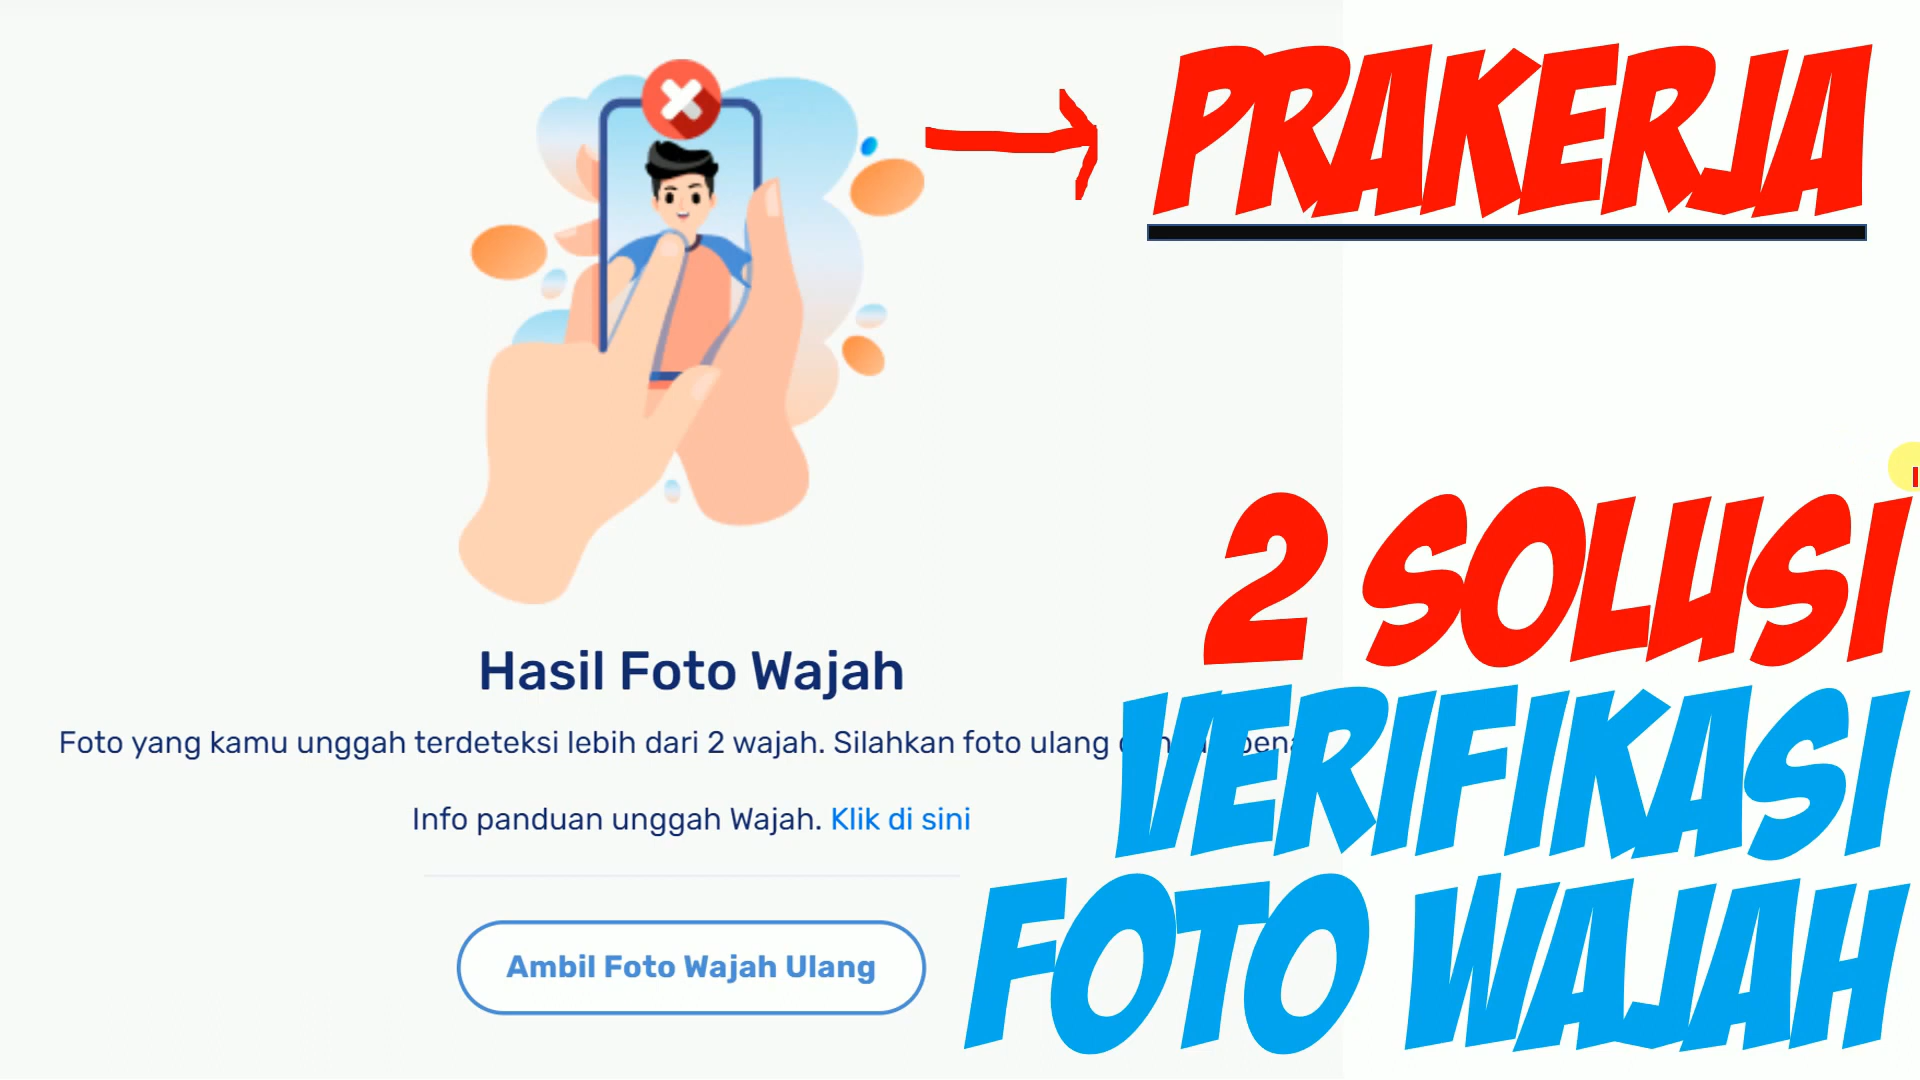 PRAKERJA
2 SOLUSI
VERIFIKASI
FOTO WAJAH
Hasil Foto Wajah
Foto yang kamu unggah terdeteksi lebih dari 2 wajah. Silahkan foto ulang
Info panduan unggah Wajah. Klik di sini
Ambil Foto Wajah Ulang